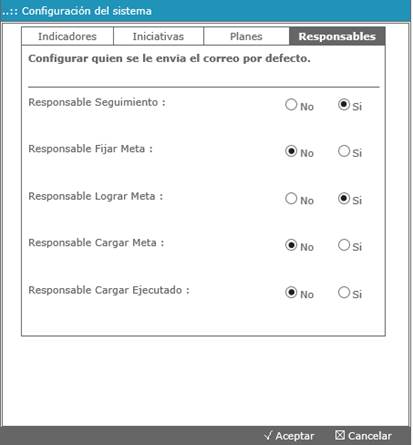 ..:: Configuración del sistema
Indicadores Iniciativas Planes Responsables
Configurar quien se le envia el correo por defecto.
Responsable Seguimiento : No Si
Responsable Fijar Meta : No Si
Responsable Lograr Meta : No Si
Responsable Cargar Meta : No Si
Responsable Cargar Ejecutado : No Si
√ Aceptar ☒ Cancelar